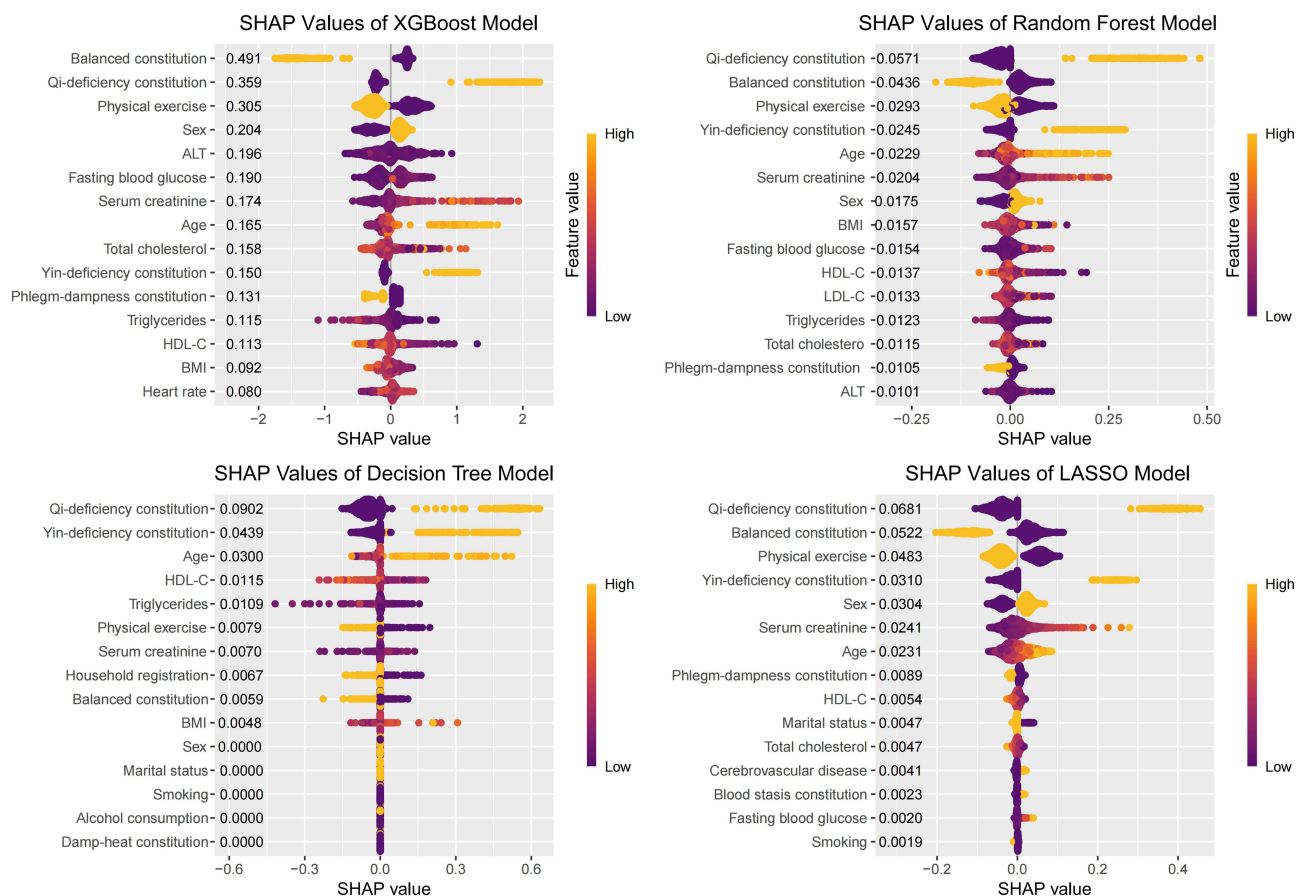 SHAP Values of XGBoost Model
Balanced constitution 0.491
Qi-deficiency constitution 0.359
Physical exercise 0.305
Sex 0.204
ALT 0.196
Fasting blood glucose 0.190
Serum creatinine 0.174
Age 0.165
Total cholesterol 0.158
Yin-deficiency constitution 0.150
Phlegm-dampness constitution 0.131
Triglycerides 0.115
HDL-C 0.113
BMI 0.092
Heart rate 0.080
−2 −1 0 1 2
SHAP value
High
Feature value
Low
SHAP Values of Random Forest Model
Qi-deficiency constitution 0.0571
Balanced constitution 0.0436
Physical exercise 0.0293
Yin-deficiency constitution 0.0245
Age 0.0229
Serum creatinine 0.0204
Sex 0.0175
BMI 0.0157
Fasting blood glucose 0.0154
HDL-C 0.0137
LDL-C 0.0133
Triglycerides 0.0123
Total cholestero 0.0115
Phlegm-dampness constitution 0.0105
ALT 0.0101
−0.25 0.00 0.25 0.50
SHAP value
High
Feature value
Low
SHAP Values of Decision Tree Model
Qi-deficiency constitution 0.0902
Yin-deficiency constitution 0.0439
Age 0.0300
HDL-C 0.0115
Triglycerides 0.0109
Physical exercise 0.0079
Serum creatinine 0.0070
Household registration 0.0067
Balanced constitution 0.0059
BMI 0.0048
Sex 0.0000
Marital status 0.0000
Smoking 0.0000
Alcohol consumption 0.0000
Damp-heat constitution 0.0000
−0.6 −0.3 0.0 0.3 0.6
SHAP value
High
Feature value
Low
SHAP Values of LASSO Model
Qi-deficiency constitution 0.0681
Balanced constitution 0.0522
Physical exercise 0.0483
Yin-deficiency constitution 0.0310
Sex 0.0304
Serum creatinine 0.0241
Age 0.0231
Phlegm-dampness constitution 0.0089
HDL-C 0.0054
Marital status 0.0047
Total cholesterol 0.0047
Cerebrovascular disease 0.0041
Blood stasis constitution 0.0023
Fasting blood glucose 0.0020
Smoking 0.0019
−0.2 0.0 0.2 0.4
SHAP value
High
Feature value
Low